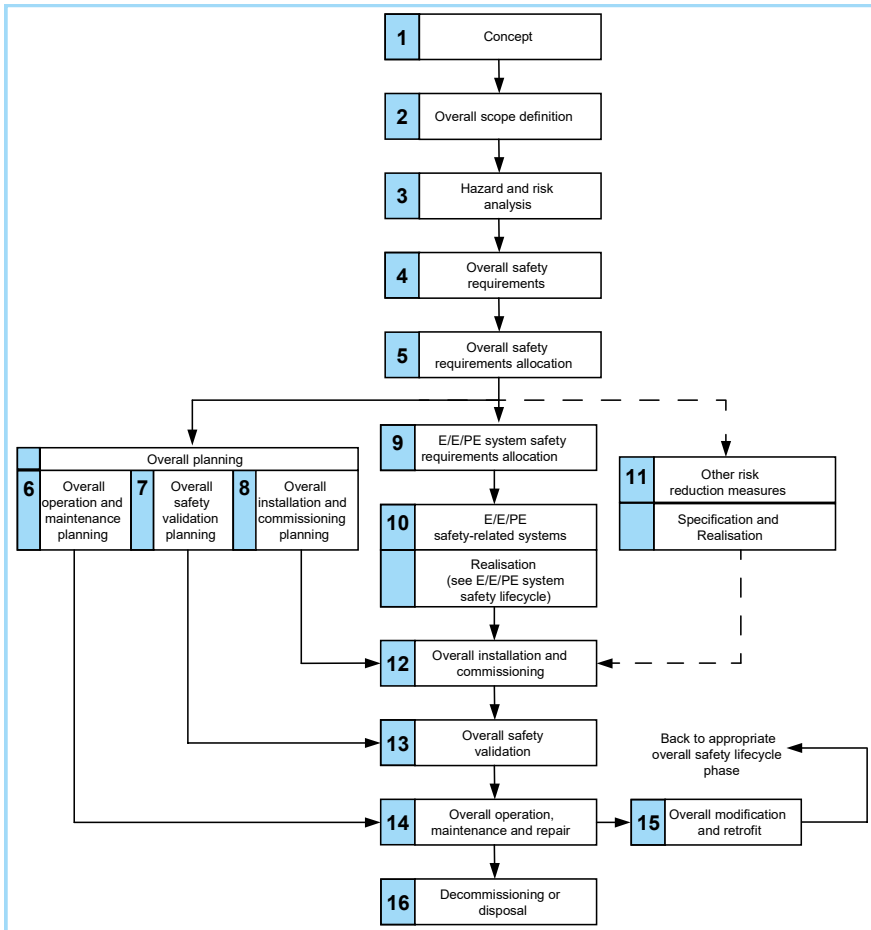 1
Concept
2
Overall scope definition
3
Hazard and risk
analysis
4
Overall safety
requirements
5
Overall safety
requirements allocation
Overall planning
6
Overall
operation and
maintenance
planning
7
Overall
safety
validation
planning
8
Overall
installation and
commissioning
planning
9
E/E/PE system safety
requirements allocation
10
E/E/PE
safety-related systems
Realisation
(see E/E/PE system
safety lifecycle)
11
Other risk
reduction measures
Specification and
Realisation
12
Overall installation and
commissioning
13
Overall safety
validation
Back to appropriate
overall safety lifecycle
phase
14
Overall operation,
maintenance and repair
15
Overall modification
and retrofit
16
Decommissioning or
disposal